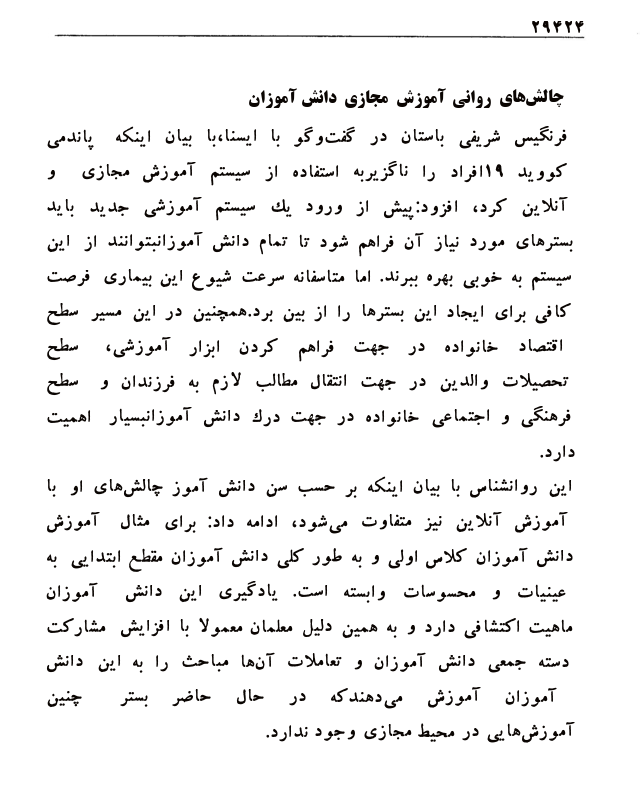 ۲۹۴۲۴
چالش‌های روانی آموزش مجازی دانش آموزان
فرنگیس شریفی باستان در گفت‌وگو با ایسنا،با بیان اینکه پاندمی
کووید ۱۹افراد را ناگزیربه استفاده از سیستم آموزش مجازی و
آنلاین کرد، افزود:پیش از ورود یك سیستم آموزشی جدید باید
بسترهای مورد نیاز آن فراهم شود تا تمام دانش آموزانبتوانند از این
سیستم به خوبی بهره ببرند. اما متاسفانه سرعت شیوع این بیماری فرصت
کافی برای ایجاد این بسترها را از بین برد.همچنین در این مسیر سطح
اقتصاد خانواده در جهت فراهم کردن ابزار آموزشی، سطح
تحصیلات والدین در جهت انتقال مطالب لازم به فرزندان و سطح
فرهنگی و اجتماعی خانواده در جهت درك دانش آموزانبسیار اهمیت
دارد.
این روانشناس با بیان اینکه بر حسب سن دانش آموز چالش‌های او با
آموزش آنلاین نیز متفاوت می‌شود، ادامه داد: برای مثال آموزش
دانش آموزان کلاس اولی و به طور کلی دانش آموزان مقطع ابتدایی به
عینیات و محسوسات وابسته است. یادگیری این دانش آموزان
ماهیت اکتشافی دارد و به همین دلیل معلمان معمولا با افزایش مشارکت
دسته جمعی دانش آموزان و تعاملات آن‌ها مباحث را به این دانش
آموزان آموزش می‌دهندکه در حال حاضر بستر چنین
آموزش‌هایی در محیط مجازی وجود ندارد.